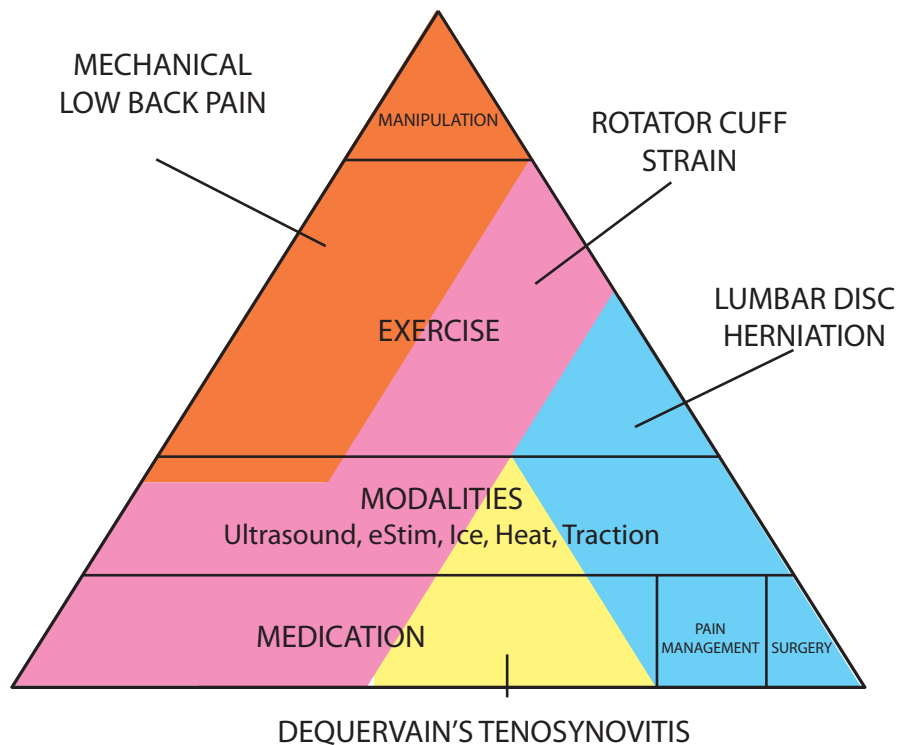 MECHANICAL
LOW BACK PAIN
MANIPULATION
ROTATOR CUFF
STRAIN
EXERCISE
LUMBAR DISC
HERNIATION
MODALITIES
Ultrasound, eStim, Ice, Heat, Traction
MEDICATION
PAIN
MANAGEMENT
SURGERY
DEQUERVAIN'S TENOSYNOVITIS